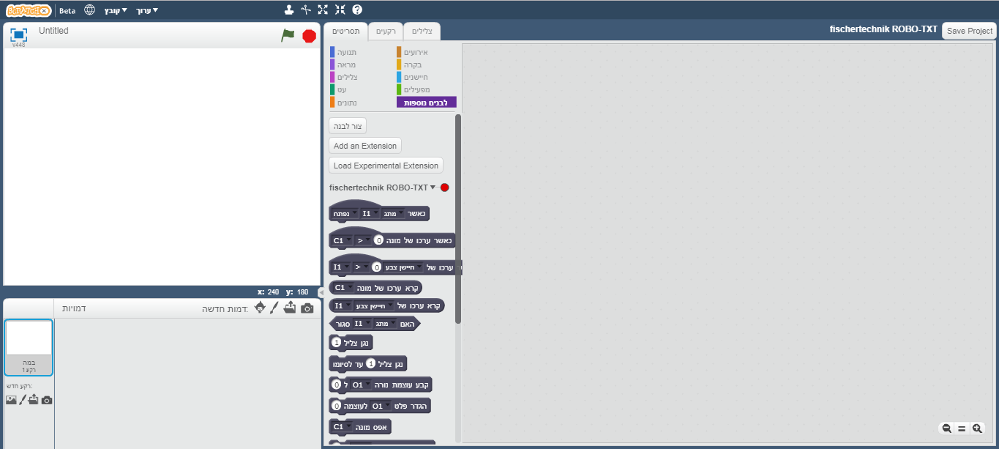 SCRATCHX Beta קובץ ערוך
v448
Untitled
תסריטים רקעים צלילים
fischertechnik ROBO-TXT Save Project
תנועה אירועים
מראה בקרה
צלילים חיישנים
עט מפעילים
נתונים לבנים נוספות
צור לבנה
Add an Extension
Load Experimental Extension
fischertechnik ROBO-TXT
כאשר מתג I1 נפתח
כאשר ערכו של מונה 0 > C1
ערכו של חיישן צבע 0 > I1
קרא ערכו של מונה C1
קרא ערכו של חיישן צבע I1
האם מתג I1 סגור
נגן צליל 1
נגן צליל 1 עד לסיומו
קבע עוצמת נורה O1 ל 0
הגדר פלט O1 לעוצמה 0
אפס מונה C1
x: 240 y: 180
דמויות דמות חדשה:
במה
רקע 1
רקע חדש: